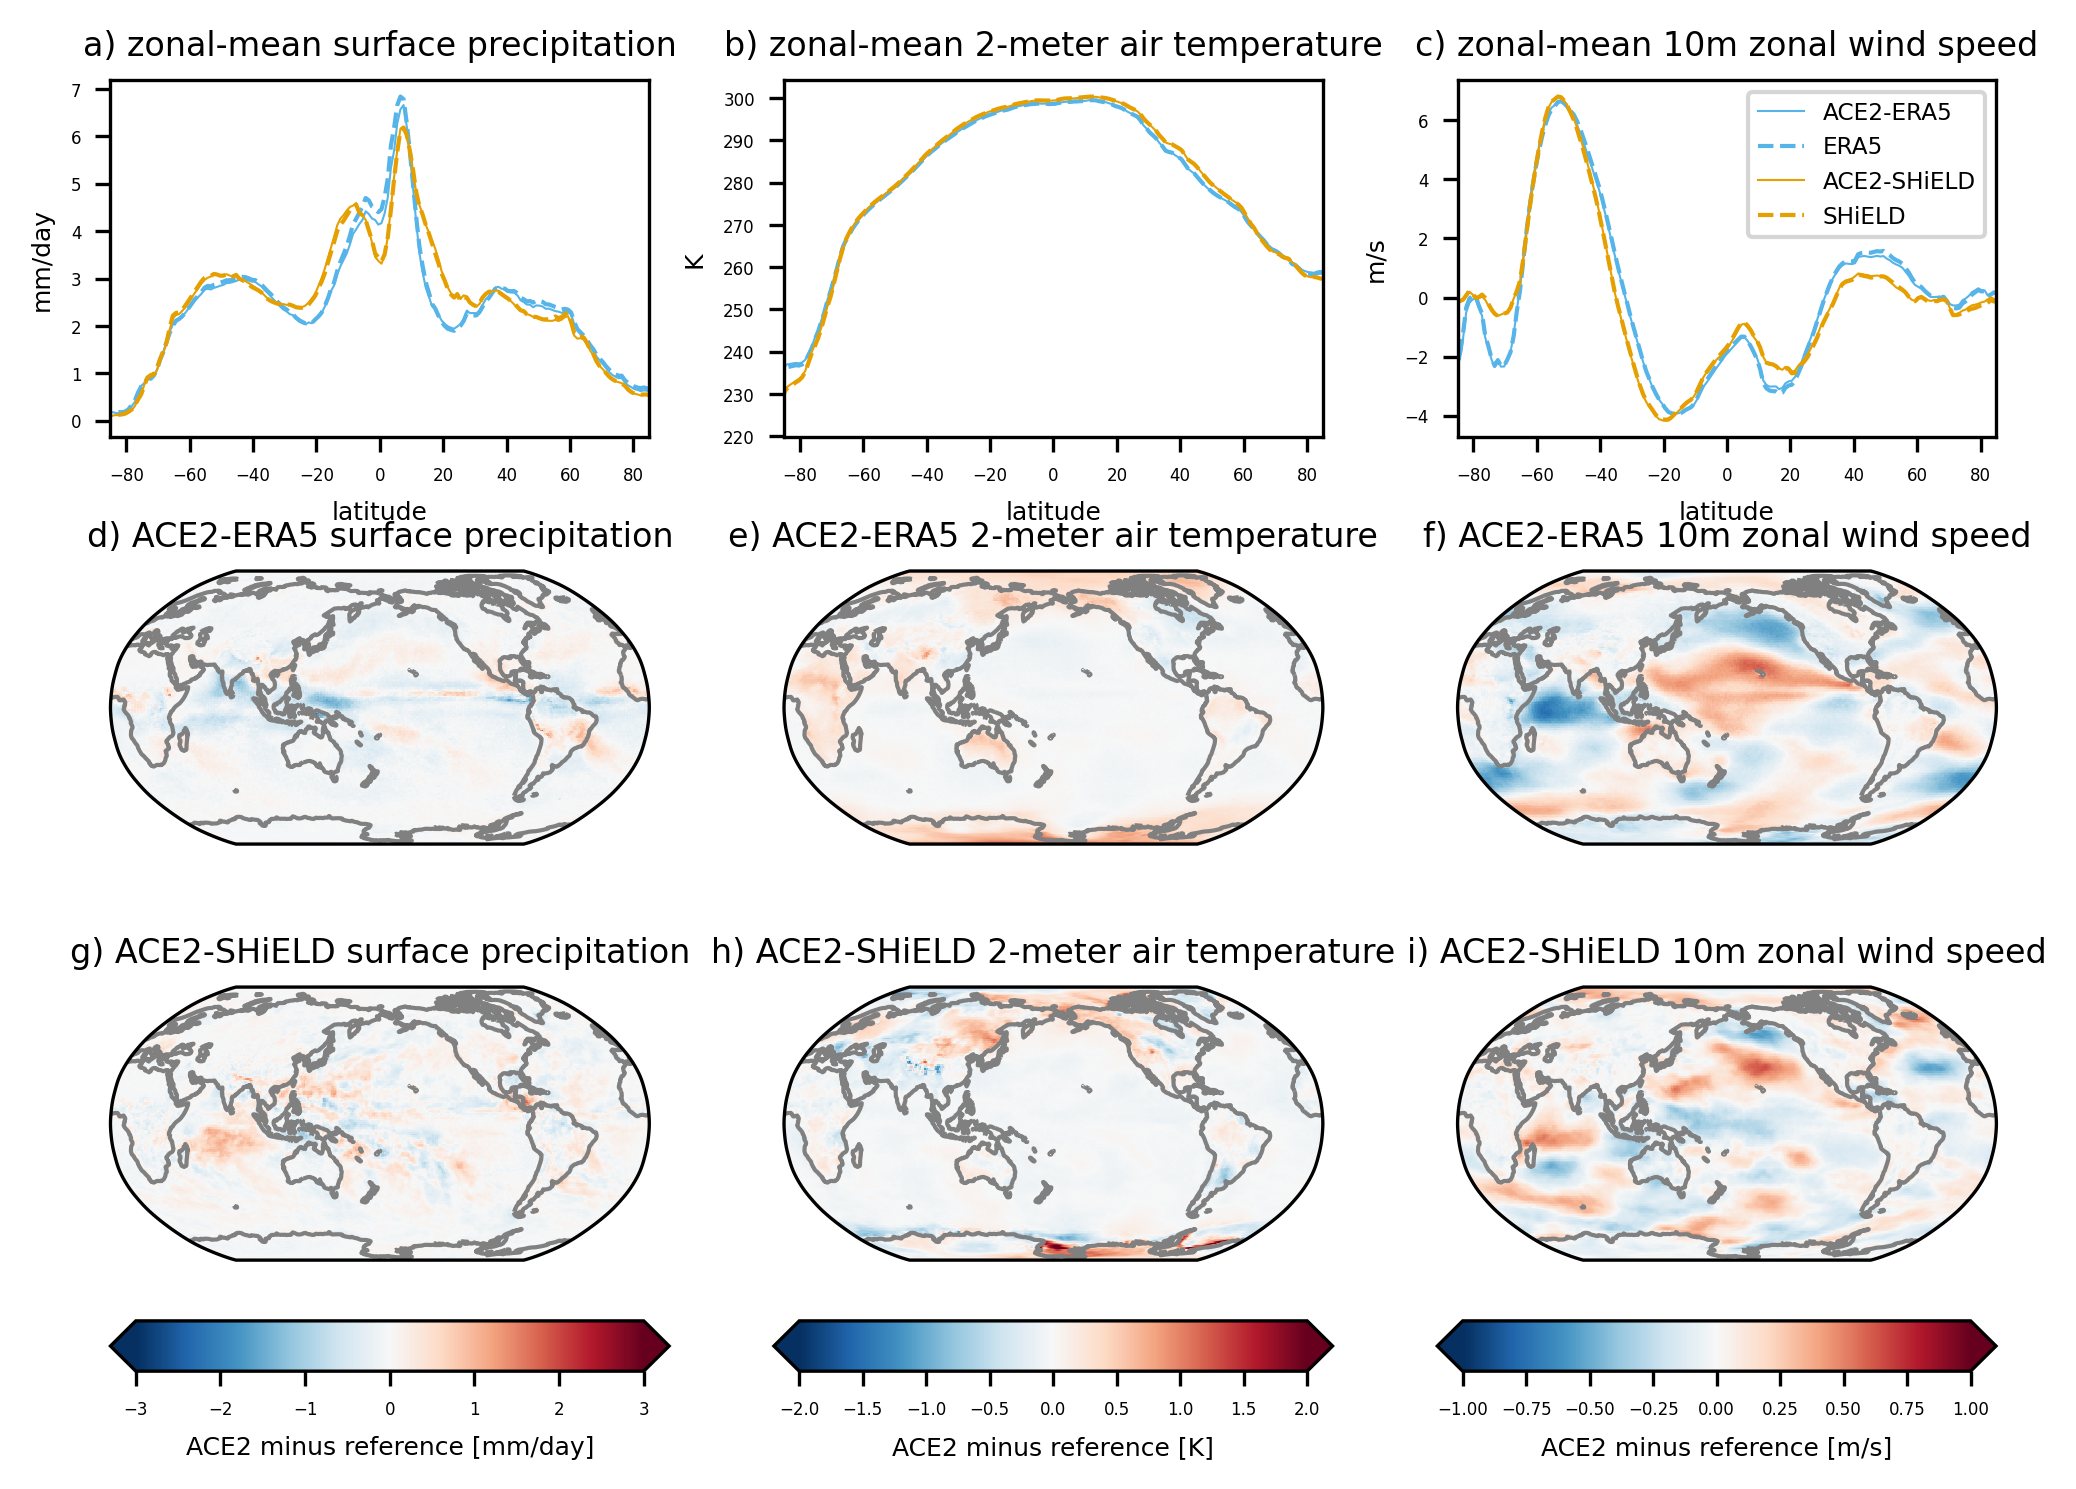 a) zonal-mean surface precipitation
b) zonal-mean 2-meter air temperature
c) zonal-mean 10m zonal wind speed
mm/day
7
6
5
4
3
2
1
0
−80 −60 −40 −20 0 20 40 60 80
latitude
K
300
290
280
270
260
250
240
230
220
−80 −60 −40 −20 0 20 40 60 80
latitude
m/s
6
4
2
0
−2
−4
−80 −60 −40 −20 0 20 40 60 80
latitude
ACE2-ERA5
ERA5
ACE2-SHiELD
SHiELD
d) ACE2-ERA5 surface precipitation
e) ACE2-ERA5 2-meter air temperature
f) ACE2-ERA5 10m zonal wind speed
g) ACE2-SHiELD surface precipitation
h) ACE2-SHiELD 2-meter air temperature
i) ACE2-SHiELD 10m zonal wind speed
−3 −2 −1 0 1 2 3
ACE2 minus reference [mm/day]
−2.0 −1.5 −1.0 −0.5 0.0 0.5 1.0 1.5 2.0
ACE2 minus reference [K]
−1.00 −0.75 −0.50 −0.25 0.00 0.25 0.50 0.75 1.00
ACE2 minus reference [m/s]